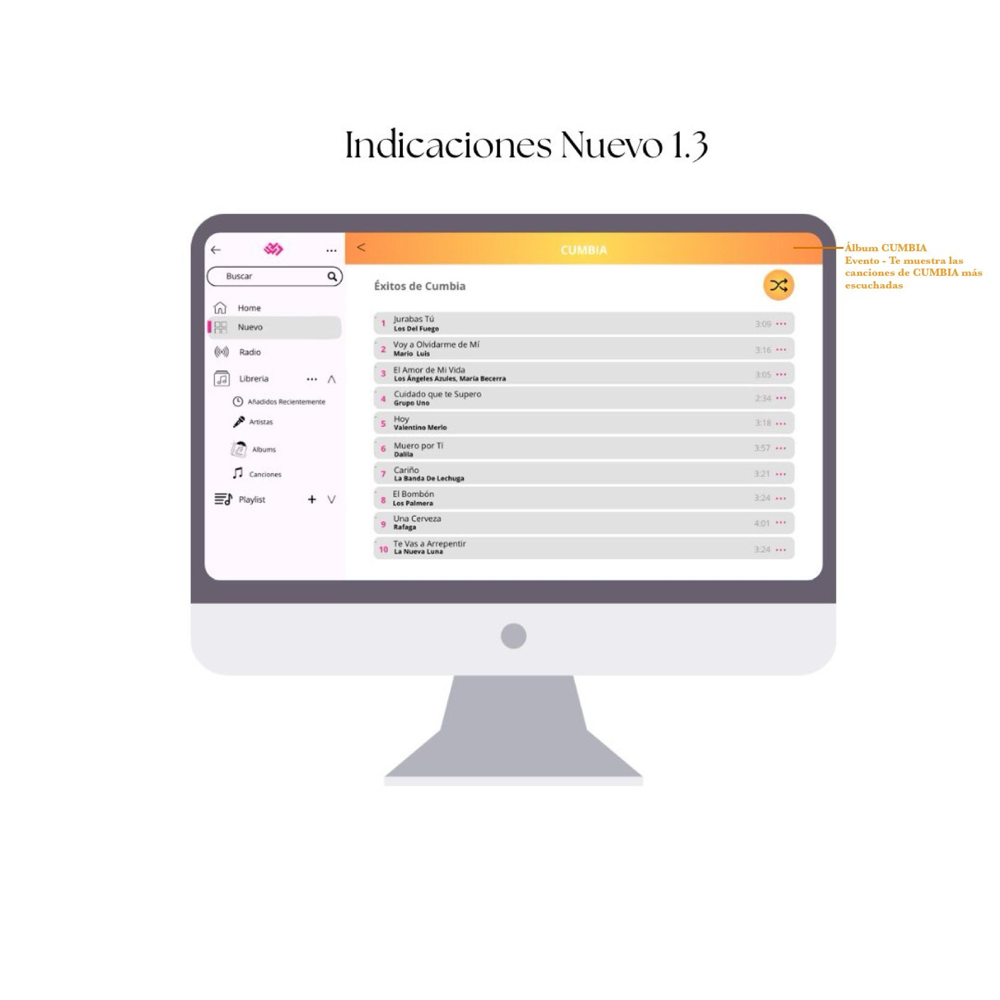 Indicaciones Nuevo 1.3
Buscar
Home
Nuevo
Radio
Libreria
Añadidos Recientemente
Artistas
Albums
Canciones
Playlist
CUMBIA
Éxitos de Cumbia
1 Jurabas Tú 3:09
Los Del Fuego
2 Voy a Olvidarme de Mí 3:16
Mario Luis
3 El Amor de Mi Vida 3:05
Los Ángeles Azules, María Becerra
4 Cuidado que te Supero 2:34
Grupo Uno
5 Hoy 3:18
Valentino Merlo
6 Muero por Tí 3:57
Dalila
7 Cariño 3:21
La Banda De Lechuga
8 El Bombón 3:24
Los Palmera
9 Una Cerveza 4:01
Rafaga
10 Te Vas a Arrepentir 3:24
La Nueva Luna
Álbum CUMBIA
Evento - Te muestra las
canciones de CUMBIA más
escuchadas